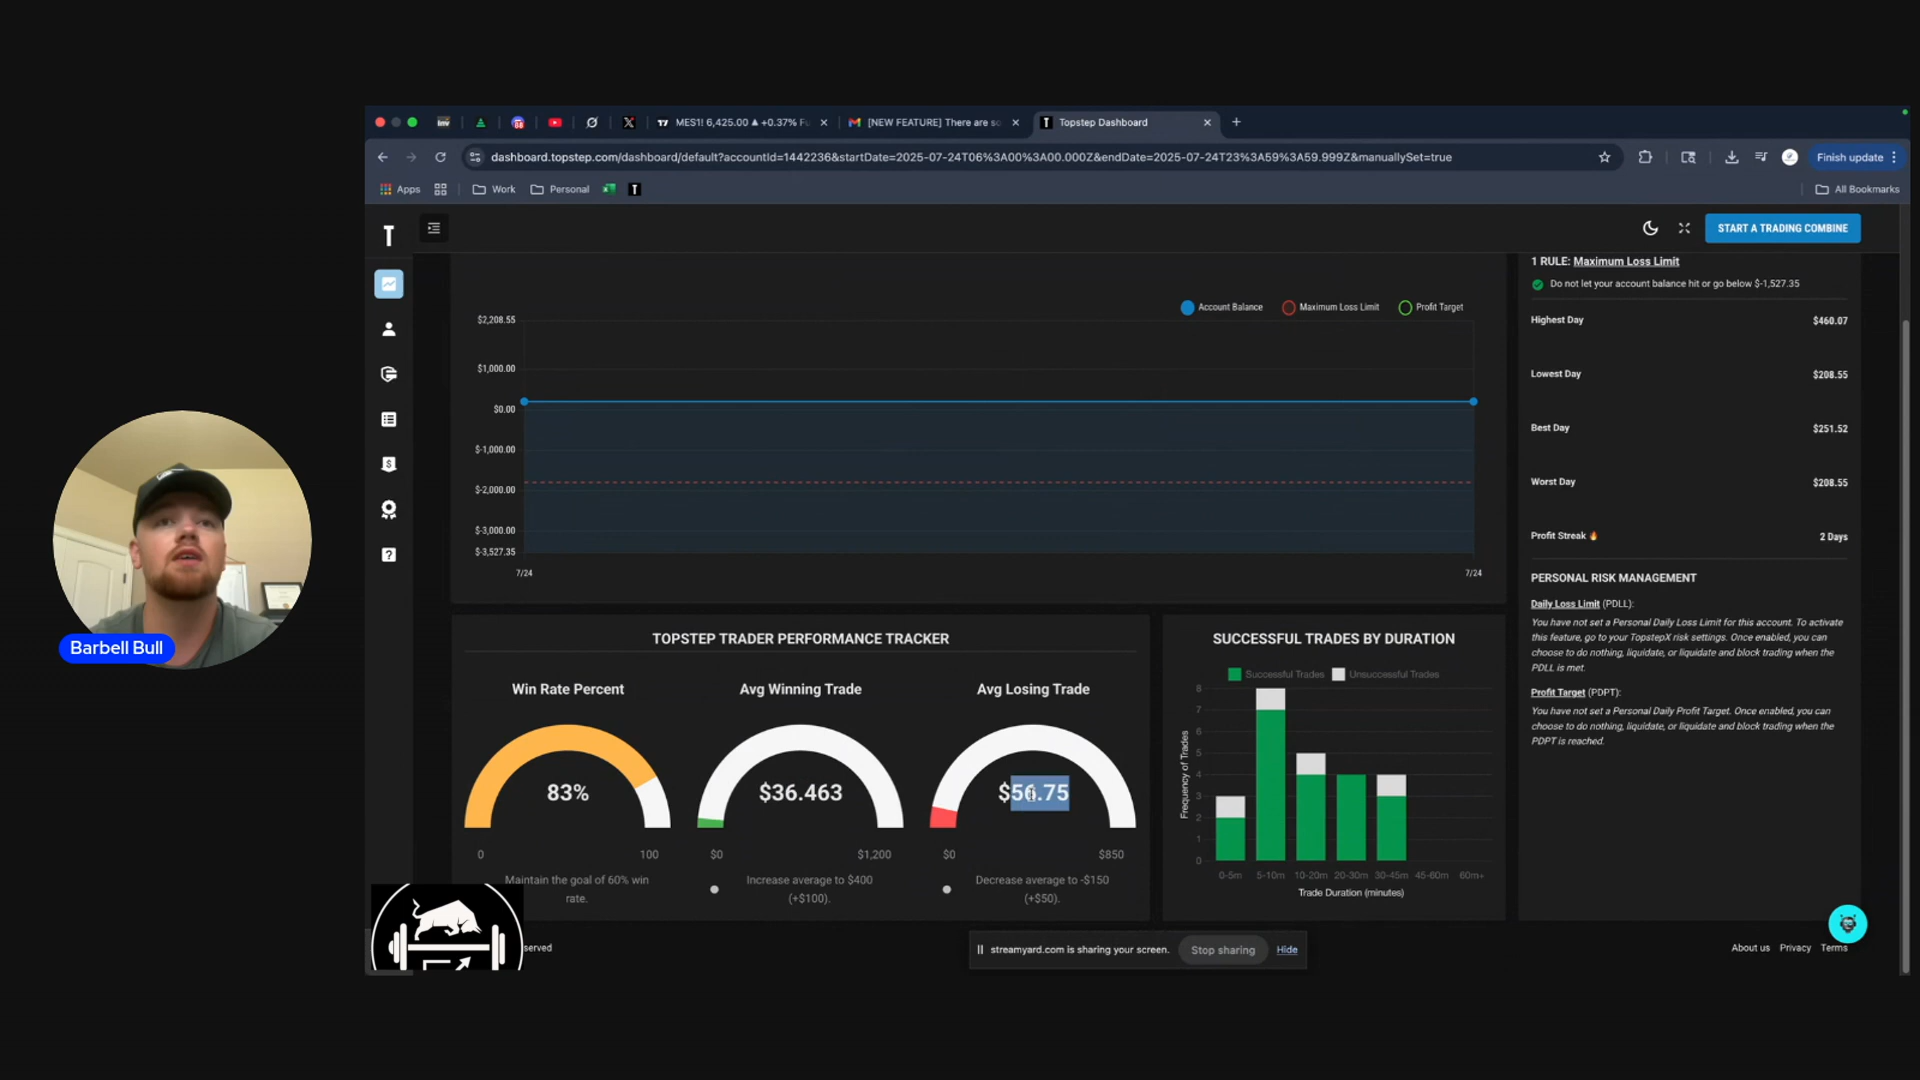 MES1! 6,425.00 ▲ +0.37% Fu
[NEW FEATURE] There are so
Topstep Dashboard
dashboard.topstep.com/dashboard/default?accountId=1442236&startDate=2025-07-24T06%3A00%3A00.000Z&endDate=2025-07-24T23%3A59%3A59.999Z&manuallySet=true
Finish update
Apps
Work
Personal
All Bookmarks
START A TRADING COMBINE
Account Balance
Maximum Loss Limit
Profit Target
$2,208.55
$1,000.00
$0.00
$-1,000.00
$-2,000.00
$-3,000.00
$-3,527.35
7/24
7/24
1 RULE: Maximum Loss Limit
Do not let your account balance hit or go below $-1,527.35
Highest Day $460.07
Lowest Day $208.55
Best Day $251.52
Worst Day $208.55
Profit Streak 🔥 2 Days
PERSONAL RISK MANAGEMENT
Daily Loss Limit (PDLL):
You have not set a Personal Daily Loss Limit for this account. To activate
this feature, go to your TopstepX risk settings. Once enabled, you can
choose to do nothing, liquidate, or liquidate and block trading when the
PDLL is met.
Profit Target (PDPT):
You have not set a Personal Daily Profit Target. Once enabled, you can
choose to do nothing, liquidate, or liquidate and block trading when the
PDPT is reached.
Barbell Bull
TOPSTEP TRADER PERFORMANCE TRACKER
Win Rate Percent
83%
0
100
Maintain the goal of 60% win
rate.
Avg Winning Trade
$36.463
$0
$1,200
Increase average to $400
(+$100).
Avg Losing Trade
$56.75
$0
$850
Decrease average to -$150
(+$50).
SUCCESSFUL TRADES BY DURATION
Successful Trades
Unsuccessful Trades
Frequency of Trades
8
7
6
5
4
3
2
1
0
0-5m
5-10m
10-20m
20-30m
30-45m
45-60m
60m+
Trade Duration (minutes)
served
streamyard.com is sharing your screen.
Stop sharing
Hide
About us
Privacy
Terms